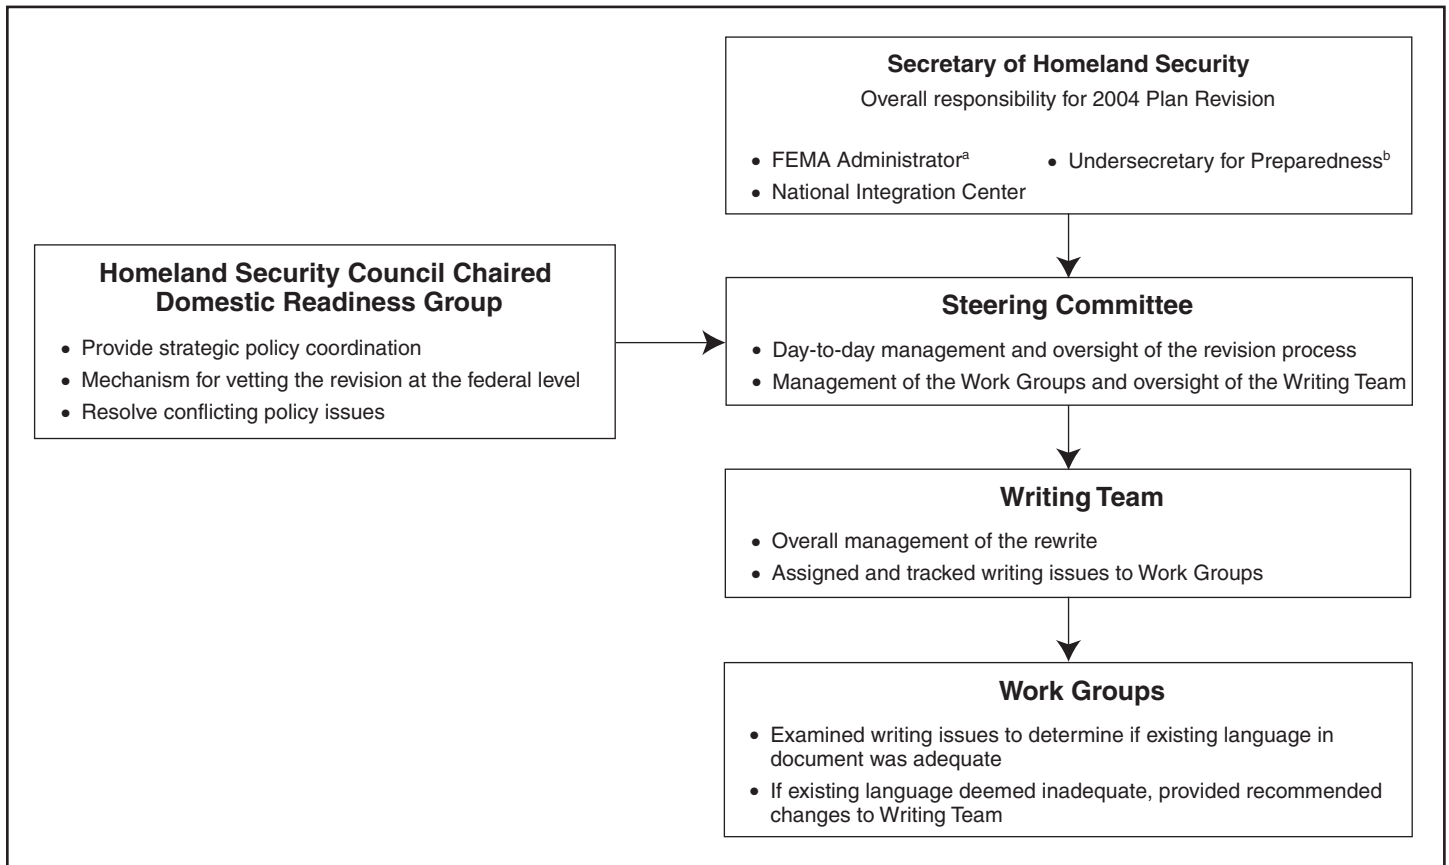 Secretary of Homeland Security
Overall responsibility for 2004 Plan Revision
• FEMA Administratorᵃ
• Undersecretary for Preparednessᵇ
• National Integration Center
Homeland Security Council Chaired
Domestic Readiness Group
• Provide strategic policy coordination
• Mechanism for vetting the revision at the federal level
• Resolve conflicting policy issues
Steering Committee
• Day-to-day management and oversight of the revision process
• Management of the Work Groups and oversight of the Writing Team
Writing Team
• Overall management of the rewrite
• Assigned and tracked writing issues to Work Groups
Work Groups
• Examined writing issues to determine if existing language in
document was adequate
• If existing language deemed inadequate, provided recommended
changes to Writing Team